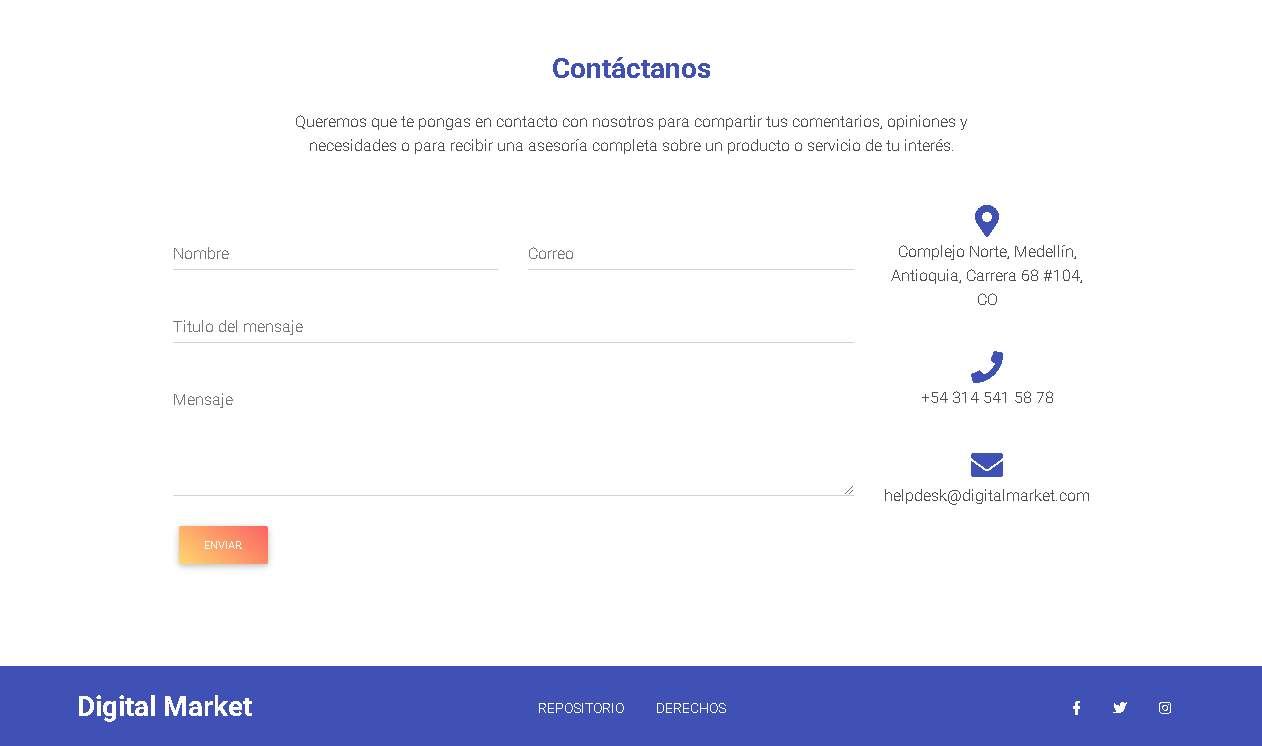 Contáctanos
Queremos que te pongas en contacto con nosotros para compartir tus comentarios, opiniones y
necesidades o para recibir una asesoría completa sobre un producto o servicio de tu interés.
Nombre
Correo
Titulo del mensaje
Mensaje
ENVIAR
Complejo Norte, Medellín,
Antioquia, Carrera 68 #104,
CO
+54 314 541 58 78
helpdesk@digitalmarket.com
Digital Market
REPOSITORIO
DERECHOS